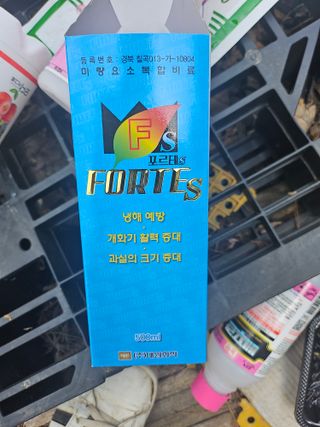 등록번호 : 경북 칠곡013-가-10804
미량요소복합비료
F S
포르테S
FORTES
냉해 예방
개화기 활력 증대
과실의 크기 증대
500ml